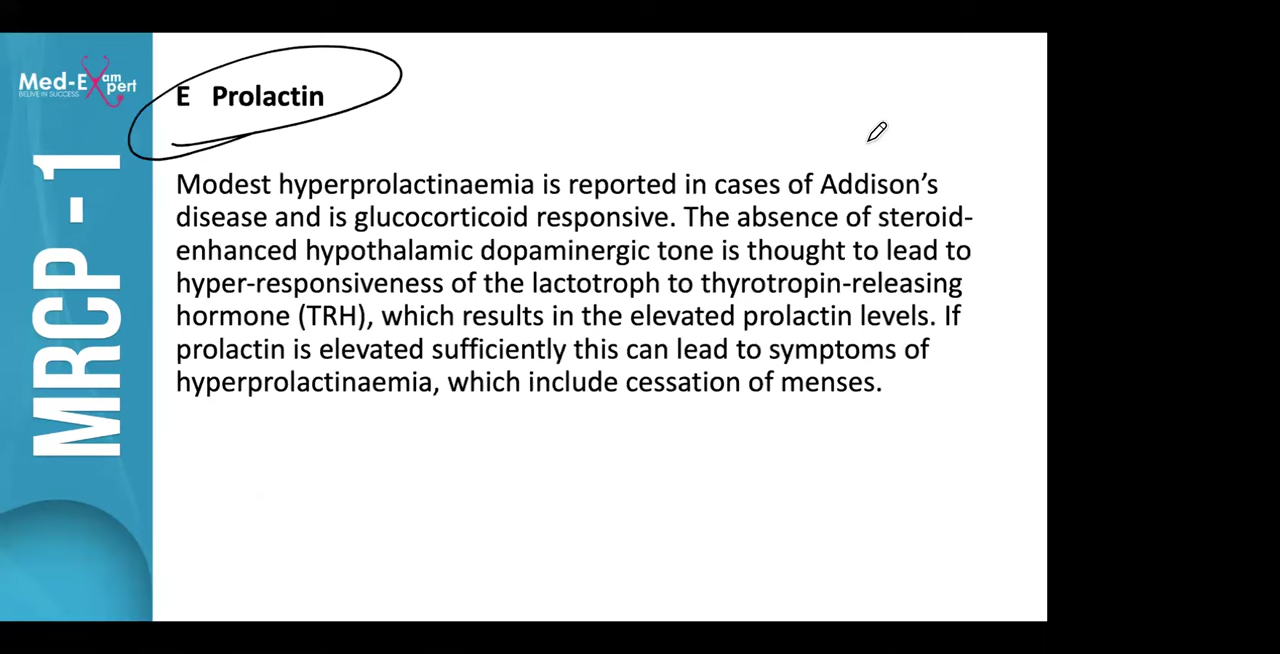 Med-Exam
pert
BELIVE IN SUCCESS
MRCP - 1
E Prolactin
Modest hyperprolactinaemia is reported in cases of Addison’s
disease and is glucocorticoid responsive. The absence of steroid-
enhanced hypothalamic dopaminergic tone is thought to lead to
hyper-responsiveness of the lactotroph to thyrotropin-releasing
hormone (TRH), which results in the elevated prolactin levels. If
prolactin is elevated sufficiently this can lead to symptoms of
hyperprolactinaemia, which include cessation of menses.